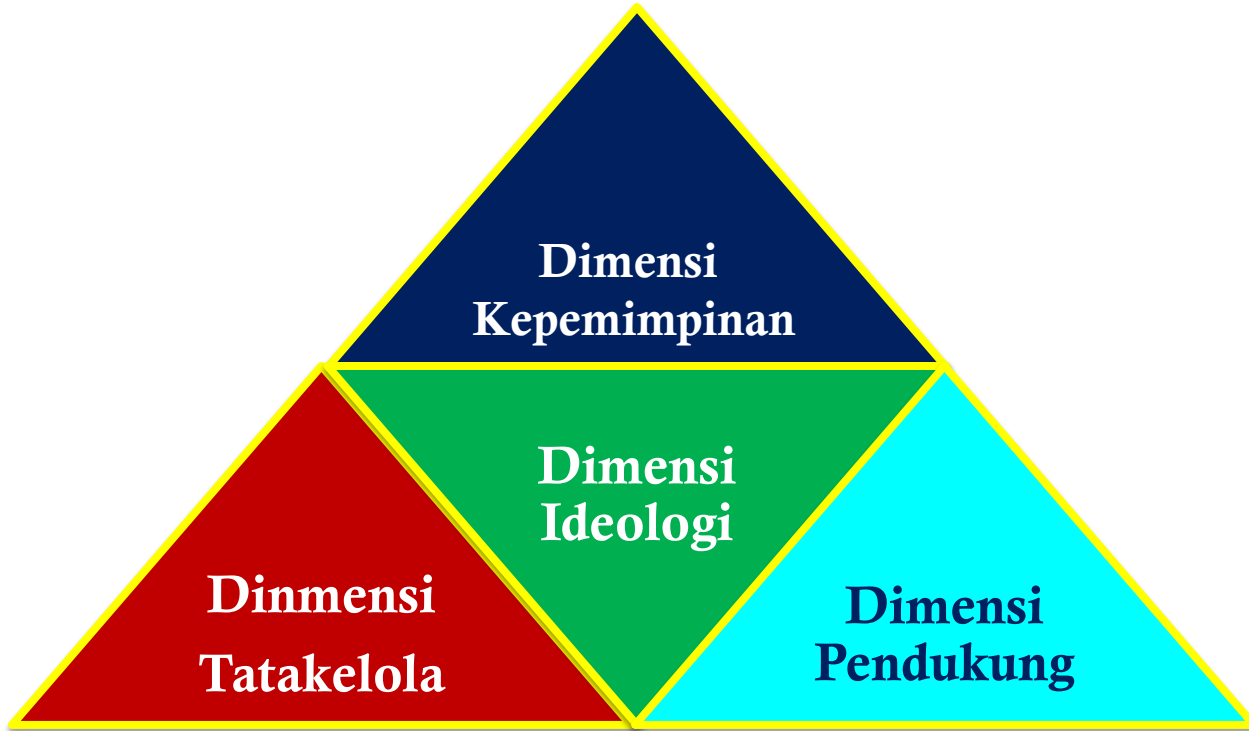 Dimensi
Kepemimpinan
Dimensi
Ideologi
Dinmensi
Tatakelola
Dimensi
Pendukung